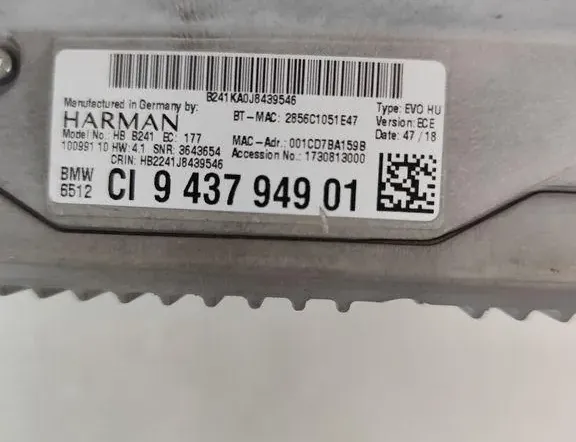 B241KA0J8439546
Manufactured in Germany by:
HARMAN
BT-MAC: 2856C1051E47
Type: EVO HU
Version: ECE
Date: 47/18
Model No.: HB B241 EC: 177
MAC-Adr.: 001CD7BA159B
1009911 0 HW: 4.1 SNR: 3643654
Accession No.: 1730813000
CRIN: HB2241J8439546
BMW
6512
CI 9 437 949 01